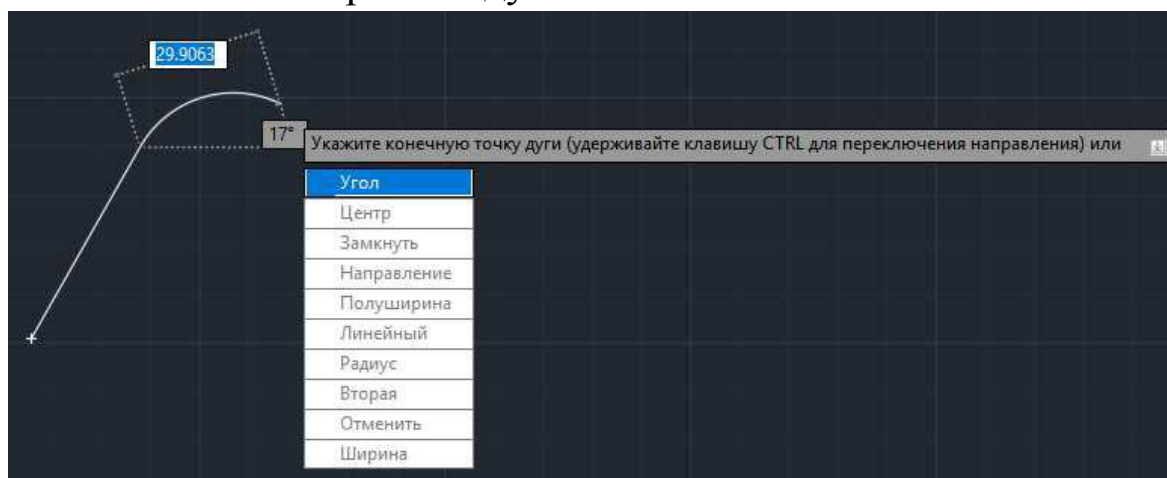 29.9063
17°
Укажите конечную точку дуги (удерживайте клавишу CTRL для переключения направления) или
Угол
Центр
Замкнуть
Направление
Полуширина
Линейный
Радиус
Вторая
Отменить
Ширина